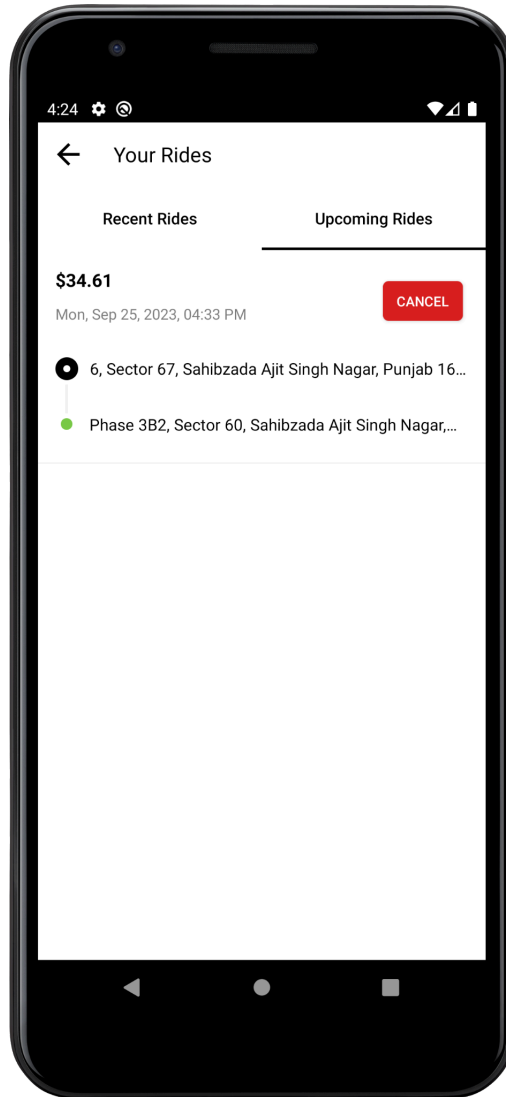 4:24
Your Rides
Recent Rides
Upcoming Rides
$34.61
Mon, Sep 25, 2023, 04:33 PM
CANCEL
6, Sector 67, Sahibzada Ajit Singh Nagar, Punjab 16...
Phase 3B2, Sector 60, Sahibzada Ajit Singh Nagar,...